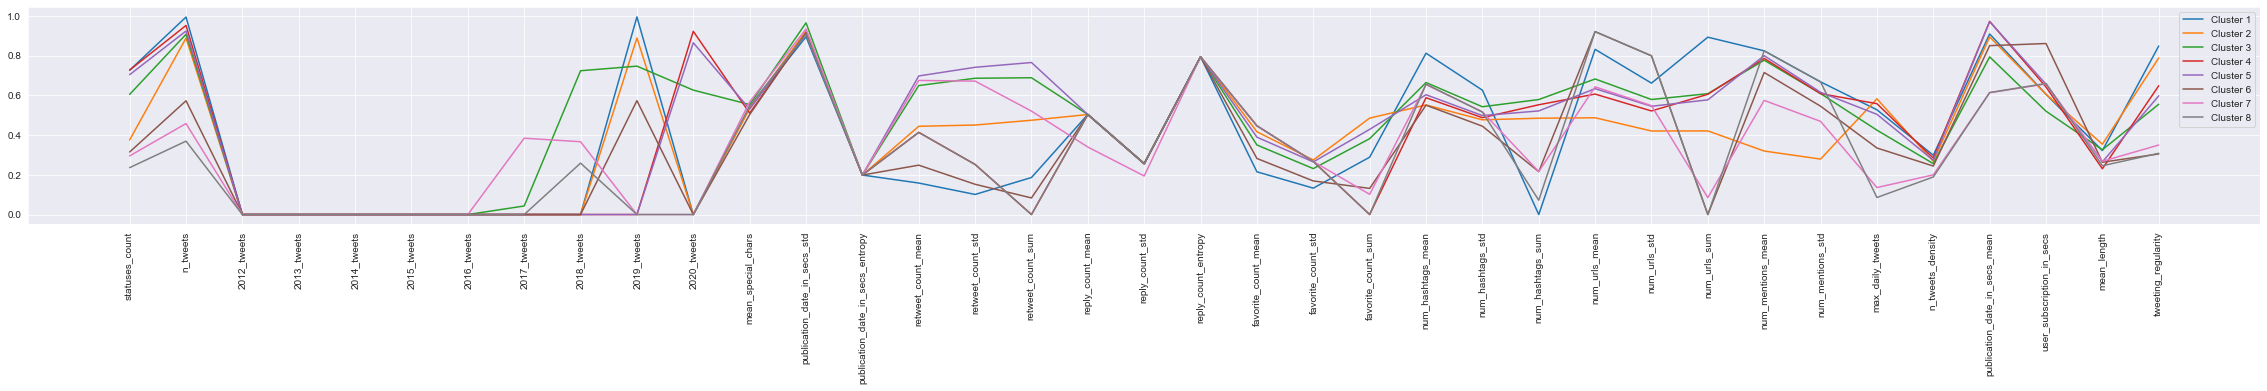 1.0
0.8
0.6
0.4
0.2
0.0
Cluster 1
Cluster 2
Cluster 3
Cluster 4
Cluster 5
Cluster 6
Cluster 7
Cluster 8
statuses_count
n_tweets
2012_tweets
2013_tweets
2014_tweets
2015_tweets
2016_tweets
2017_tweets
2018_tweets
2019_tweets
2020_tweets
mean_special_chars
publication_date_in_secs_std
publication_date_in_secs_entropy
retweet_count_mean
retweet_count_std
retweet_count_sum
reply_count_mean
reply_count_std
reply_count_entropy
favorite_count_mean
favorite_count_std
favorite_count_sum
num_hashtags_mean
num_hashtags_std
num_hashtags_sum
num_urls_mean
num_urls_std
num_urls_sum
num_mentions_mean
num_mentions_std
max_daily_tweets
n_tweets_density
publication_date_in_secs_mean
user_subscription_in_secs
mean_length
tweeting_regularity